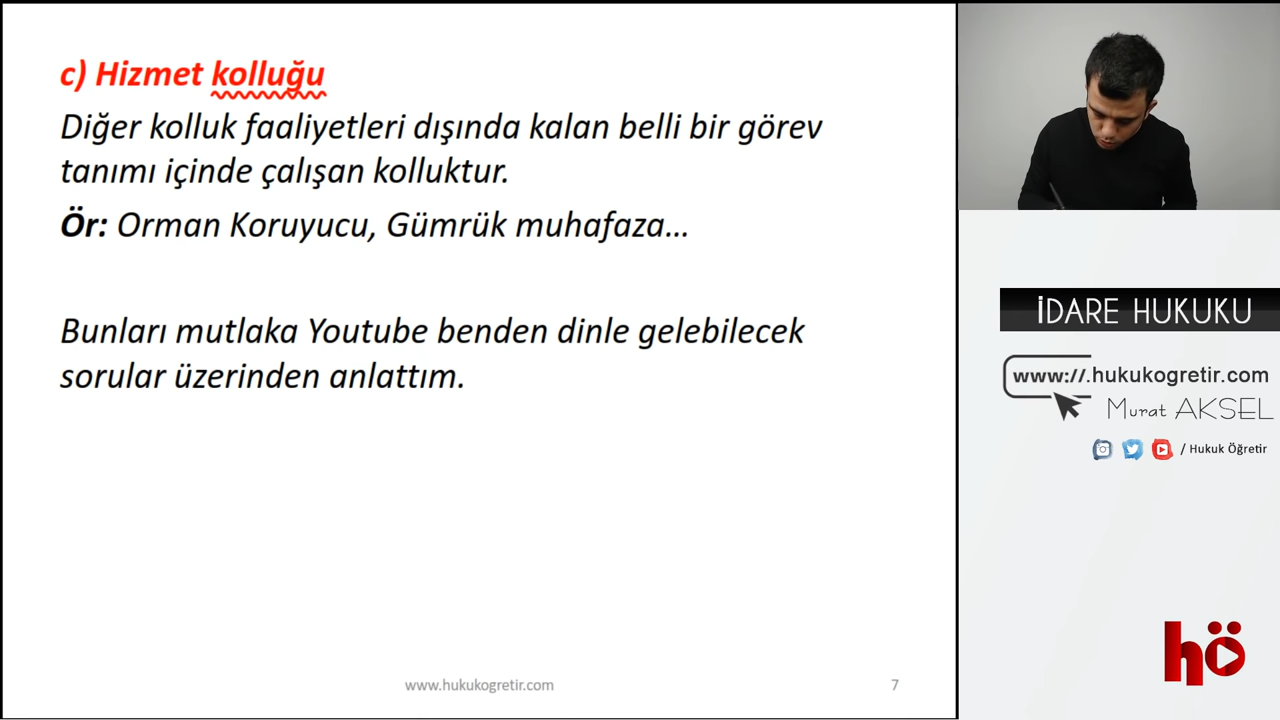 c) Hizmet kolluğu
Diğer kolluk faaliyetleri dışında kalan belli bir görev
tanımı içinde çalışan kolluktur.
Ör: Orman Koruyucu, Gümrük muhafaza...
Bunları mutlaka Youtube benden dinle gelebilecek
sorular üzerinden anlattım.
www.hukukogretir.com
7
İDARE HUKUKU
www://.hukukogretir.com
Murat AKSEL
/ Hukuk Öğretir
hö